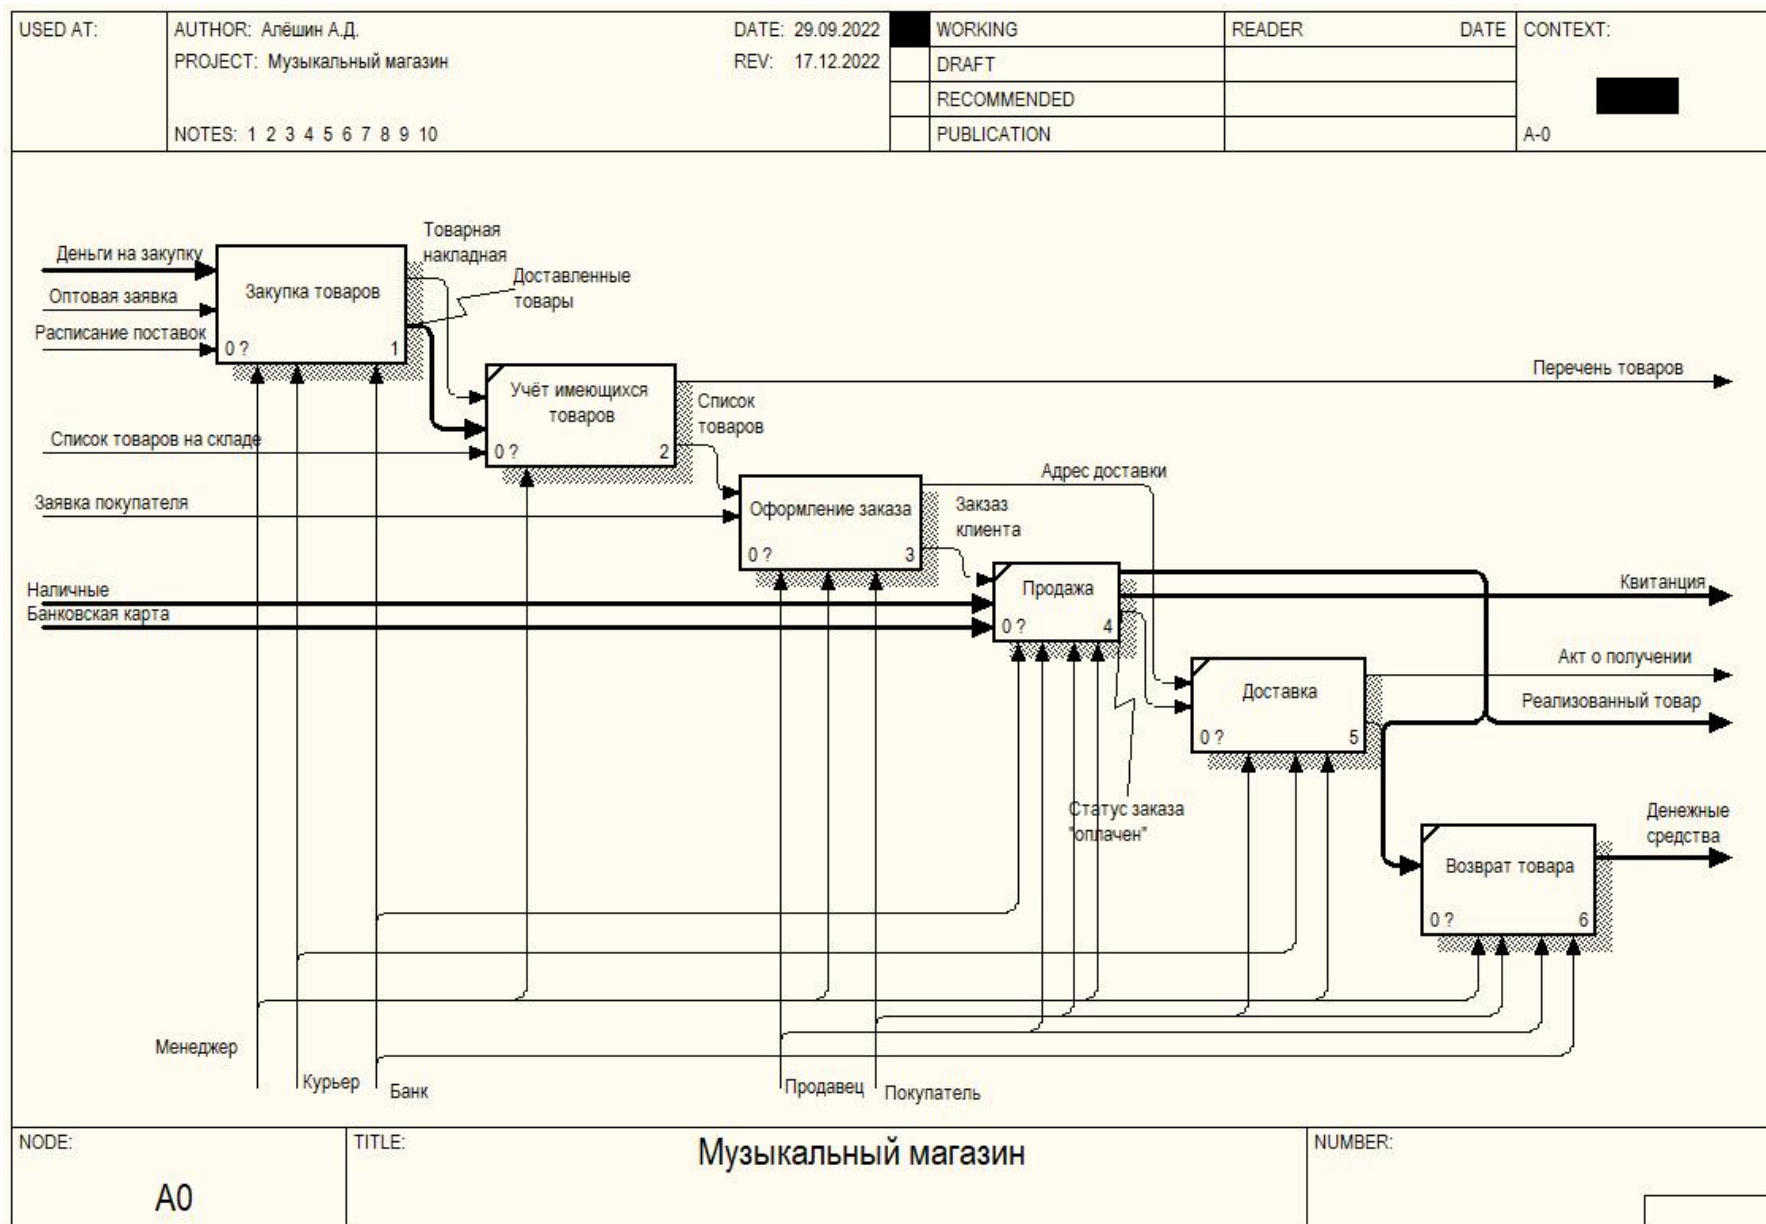 USED AT:
AUTHOR: Алёшин А.Д.
DATE: 29.09.2022
WORKING
READER
DATE
CONTEXT:
PROJECT: Музыкальный магазин
REV: 17.12.2022
DRAFT
RECOMMENDED
NOTES: 1 2 3 4 5 6 7 8 9 10
PUBLICATION
A-0
Товарная
накладная
Деньги на закупку
Доставленные
товары
Оптовая заявка
Закупка товаров
Расписание поставок
0 ?
1
Перечень товаров
Учёт имеющихся
товаров
Список
товаров
Список товаров на складе
0 ?
2
Адрес доставки
Заявка покупателя
Оформление заказа
Закзаз
клиента
0 ?
3
Наличные
Банковская карта
Продажа
Квитанция
0 ?
4
Акт о получении
Доставка
Реализованный товар
0 ?
5
Статус заказа
"оплачен"
Денежные
средства
Возврат товара
0 ?
6
Менеджер
Курьер
Банк
Продавец
Покупатель
NODE:
TITLE:
Музыкальный магазин
NUMBER:
A0